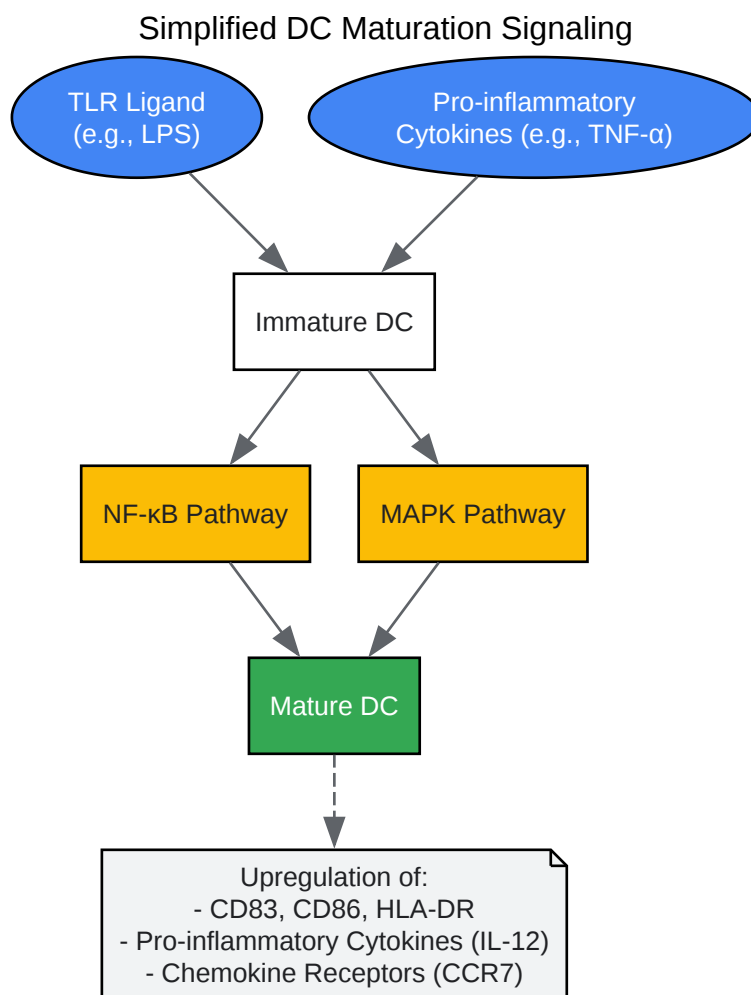 Simplified DC Maturation Signaling
TLR Ligand
(e.g., LPS)
Pro-inflammatory
Cytokines (e.g., TNF-α)
Immature DC
NF-κB Pathway
MAPK Pathway
Mature DC
Upregulation of:
- CD83, CD86, HLA-DR
- Pro-inflammatory Cytokines (IL-12)
- Chemokine Receptors (CCR7)